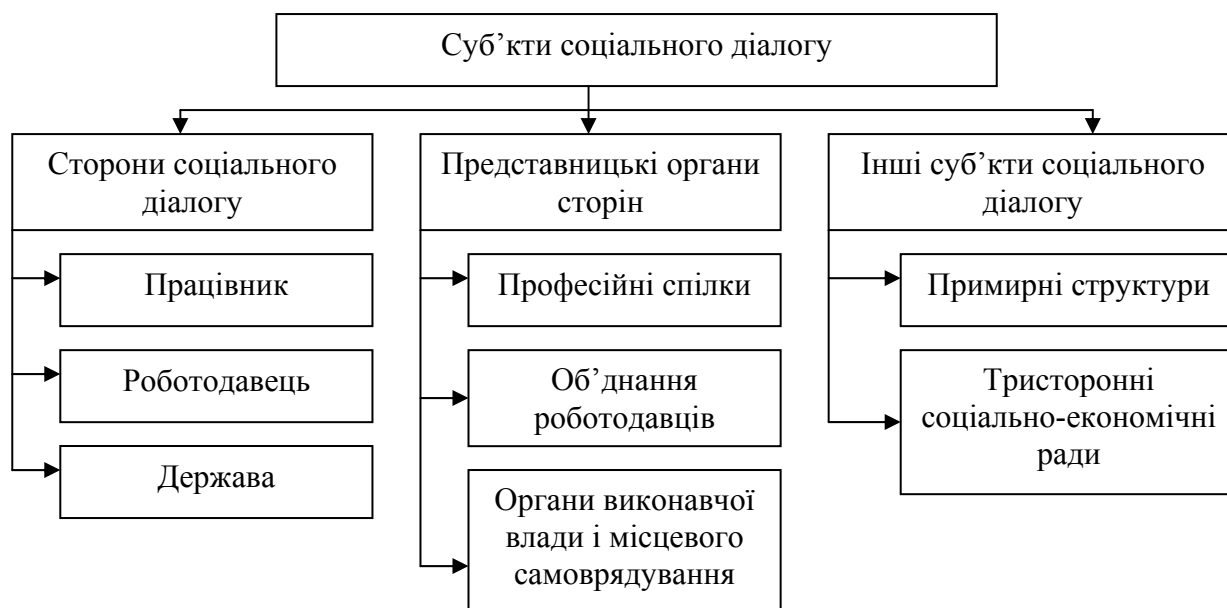 Суб’кти соціального діалогу
Сторони соціального
діалогу
Працівник
Роботодавець
Держава
Представницькі органи
сторін
Професійні спілки
Об’днання
роботодавців
Органи виконавчої
влади і місцевого
самоврядування
Інші суб’кти соціального
діалогу
Примирні структури
Тристоронні
соціально-економічні
ради